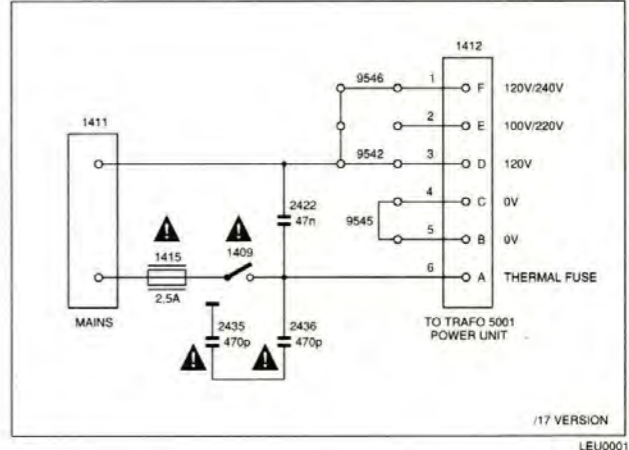 1412
9546
1
F
120V/240V
1411
2
E
100V/220V
9542
3
D
120V
2422
47n
4
C
0V
9545
5
B
0V
1415
1409
6
A
THERMAL FUSE
2.5A
MAINS
2435
470p
2436
470p
TO TRAFO 5001
POWER UNIT
/17 VERSION
LEU0001